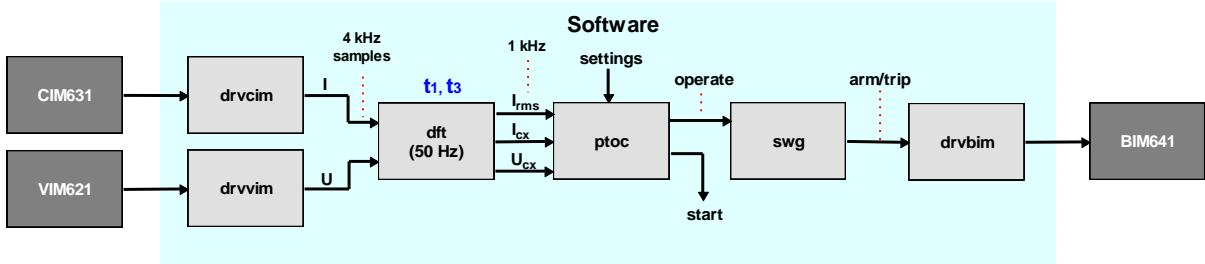 Software
4 kHz
samples
1 kHz
settings
operate
arm/trip
CIM631
drvcim
I
t1, t3
Irms
Icx
Ucx
dft
(50 Hz)
ptoc
swg
drvbim
BIM641
VIM621
drvvim
U
start